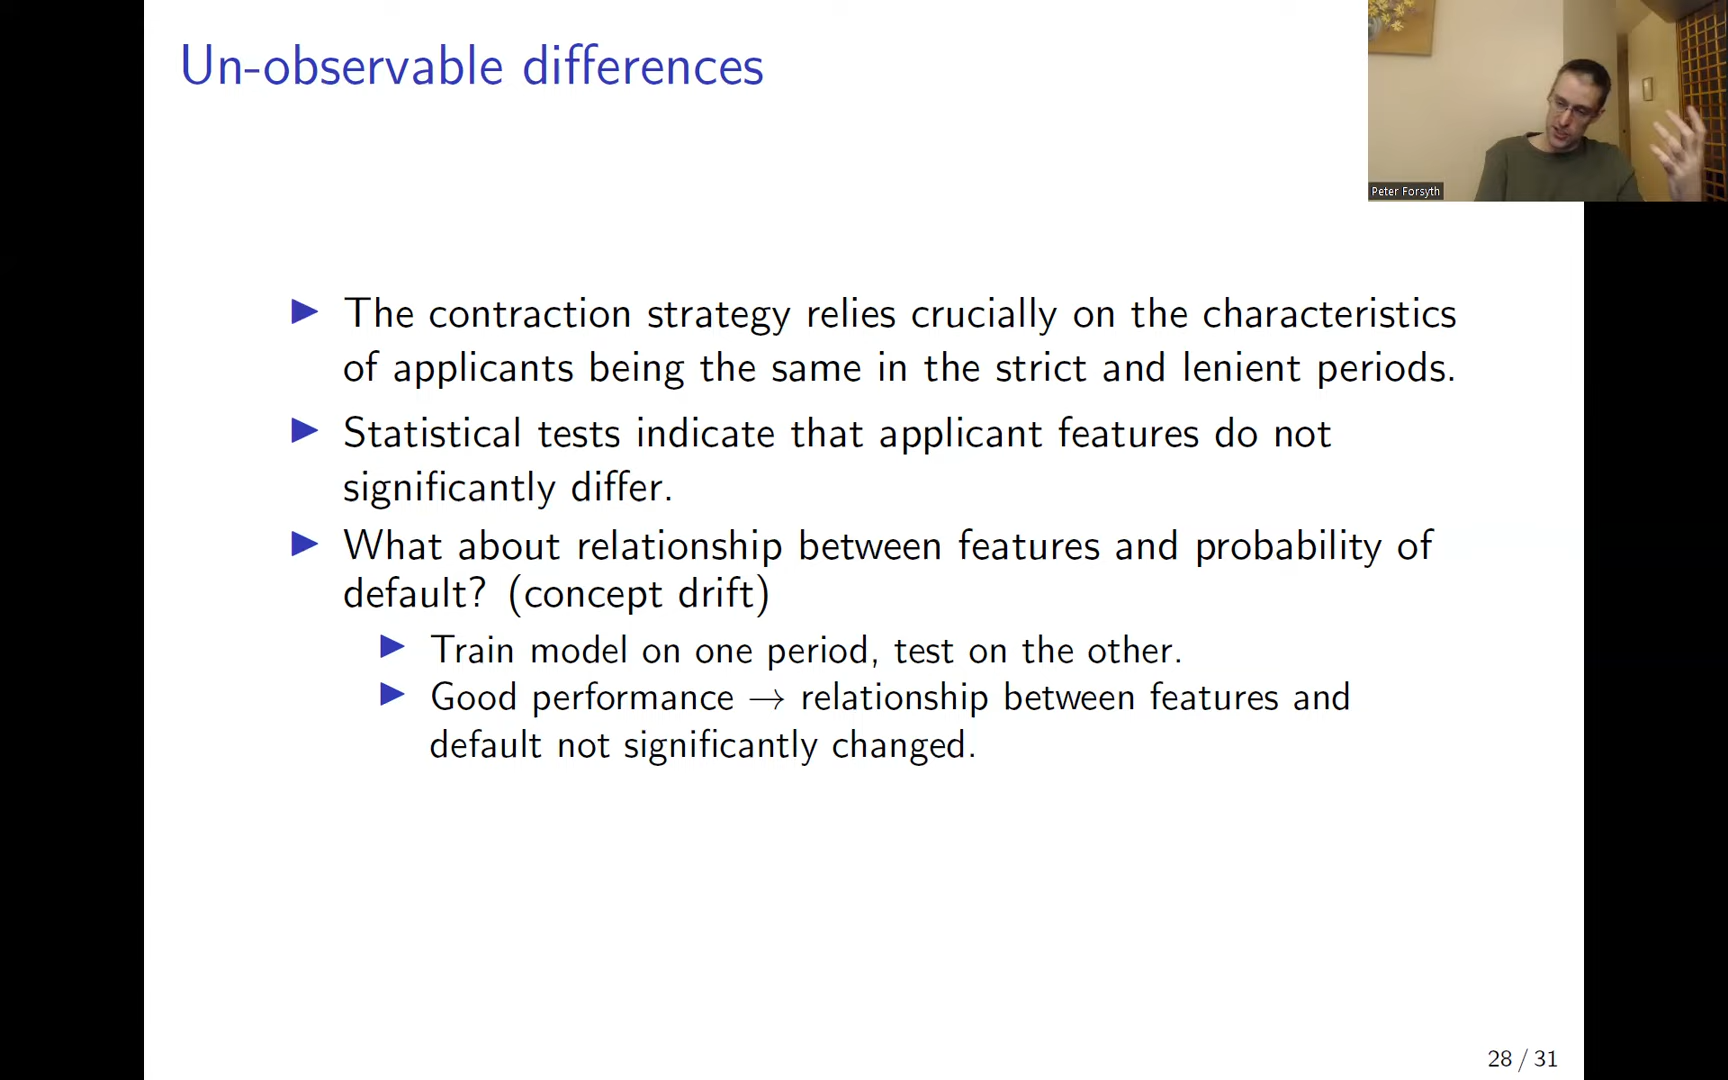 Un-observable differences
Peter Forsyth
▶ The contraction strategy relies crucially on the characteristics
of applicants being the same in the strict and lenient periods.
▶ Statistical tests indicate that applicant features do not
significantly differ.
▶ What about relationship between features and probability of
default? (concept drift)
▶ Train model on one period, test on the other.
▶ Good performance → relationship between features and
default not significantly changed.
28 / 31